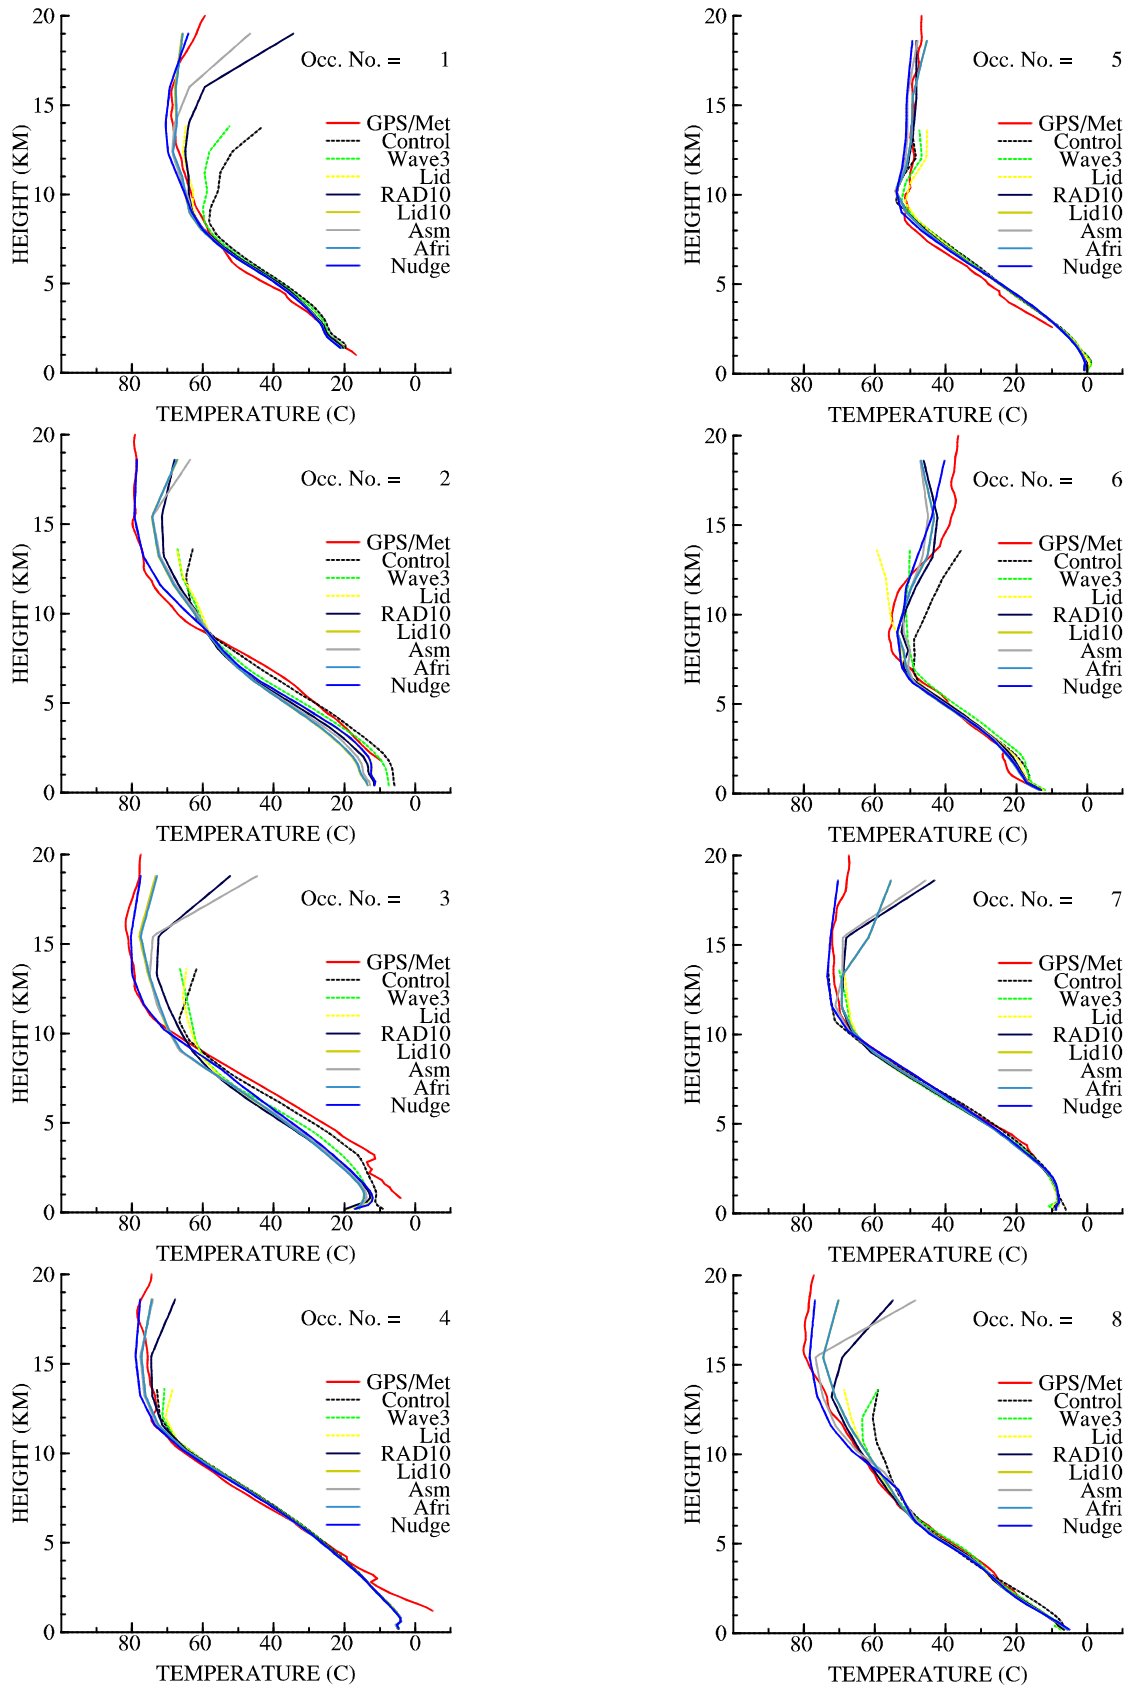 20
Occ. No. = 1
15
GPS/Met
Control
Wave3
Lid
10 RAD10
Lid10
Asm
Afri
Nudge
5
0
HEIGHT (KM)
80 60 40 20 0
TEMPERATURE (C)
20
Occ. No. = 2
15
GPS/Met
Control
Wave3
Lid
10 RAD10
Lid10
Asm
Afri
Nudge
5
0
HEIGHT (KM)
80 60 40 20 0
TEMPERATURE (C)
20
Occ. No. = 3
15
GPS/Met
Control
Wave3
Lid
10 RAD10
Lid10
Asm
Afri
Nudge
5
0
HEIGHT (KM)
80 60 40 20 0
TEMPERATURE (C)
20
Occ. No. = 4
15
GPS/Met
Control
Wave3
Lid
10 RAD10
Lid10
Asm
Afri
Nudge
5
0
HEIGHT (KM)
80 60 40 20 0
TEMPERATURE (C)
20
Occ. No. = 5
15
GPS/Met
Control
Wave3
Lid
10 RAD10
Lid10
Asm
Afri
Nudge
5
0
HEIGHT (KM)
80 60 40 20 0
TEMPERATURE (C)
20
Occ. No. = 6
15
GPS/Met
Control
Wave3
Lid
10 RAD10
Lid10
Asm
Afri
Nudge
5
0
HEIGHT (KM)
80 60 40 20 0
TEMPERATURE (C)
20
Occ. No. = 7
15
GPS/Met
Control
Wave3
Lid
10 RAD10
Lid10
Asm
Afri
Nudge
5
0
HEIGHT (KM)
80 60 40 20 0
TEMPERATURE (C)
20
Occ. No. = 8
15
GPS/Met
Control
Wave3
Lid
10 RAD10
Lid10
Asm
Afri
Nudge
5
0
HEIGHT (KM)
80 60 40 20 0
TEMPERATURE (C)